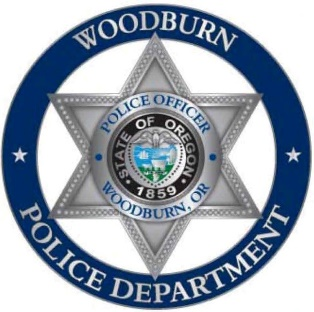 WOODBURN
POLICE DEPARTMENT
POLICE OFFICER
WOODBURN, OR
STATE OF OREGON
1859